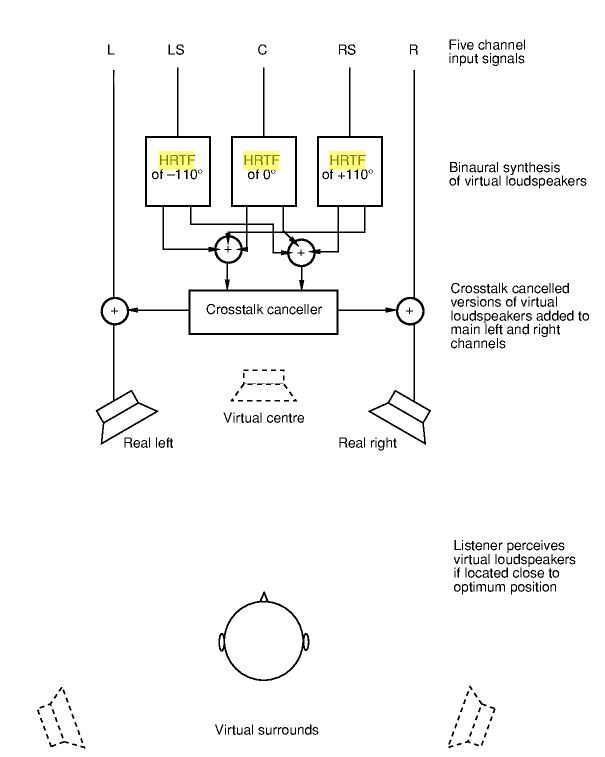 L LS C RS R
Five channel
input signals
HRTF
of –110°
HRTF
of 0°
HRTF
of +110°
Binaural synthesis
of virtual loudspeakers
+
+
+
Crosstalk canceller
+
Crosstalk cancelled
versions of virtual
loudspeakers added to
main left and right
channels
Virtual centre
Real left
Real right
Listener perceives
virtual loudspeakers
if located close to
optimum position
Virtual surrounds